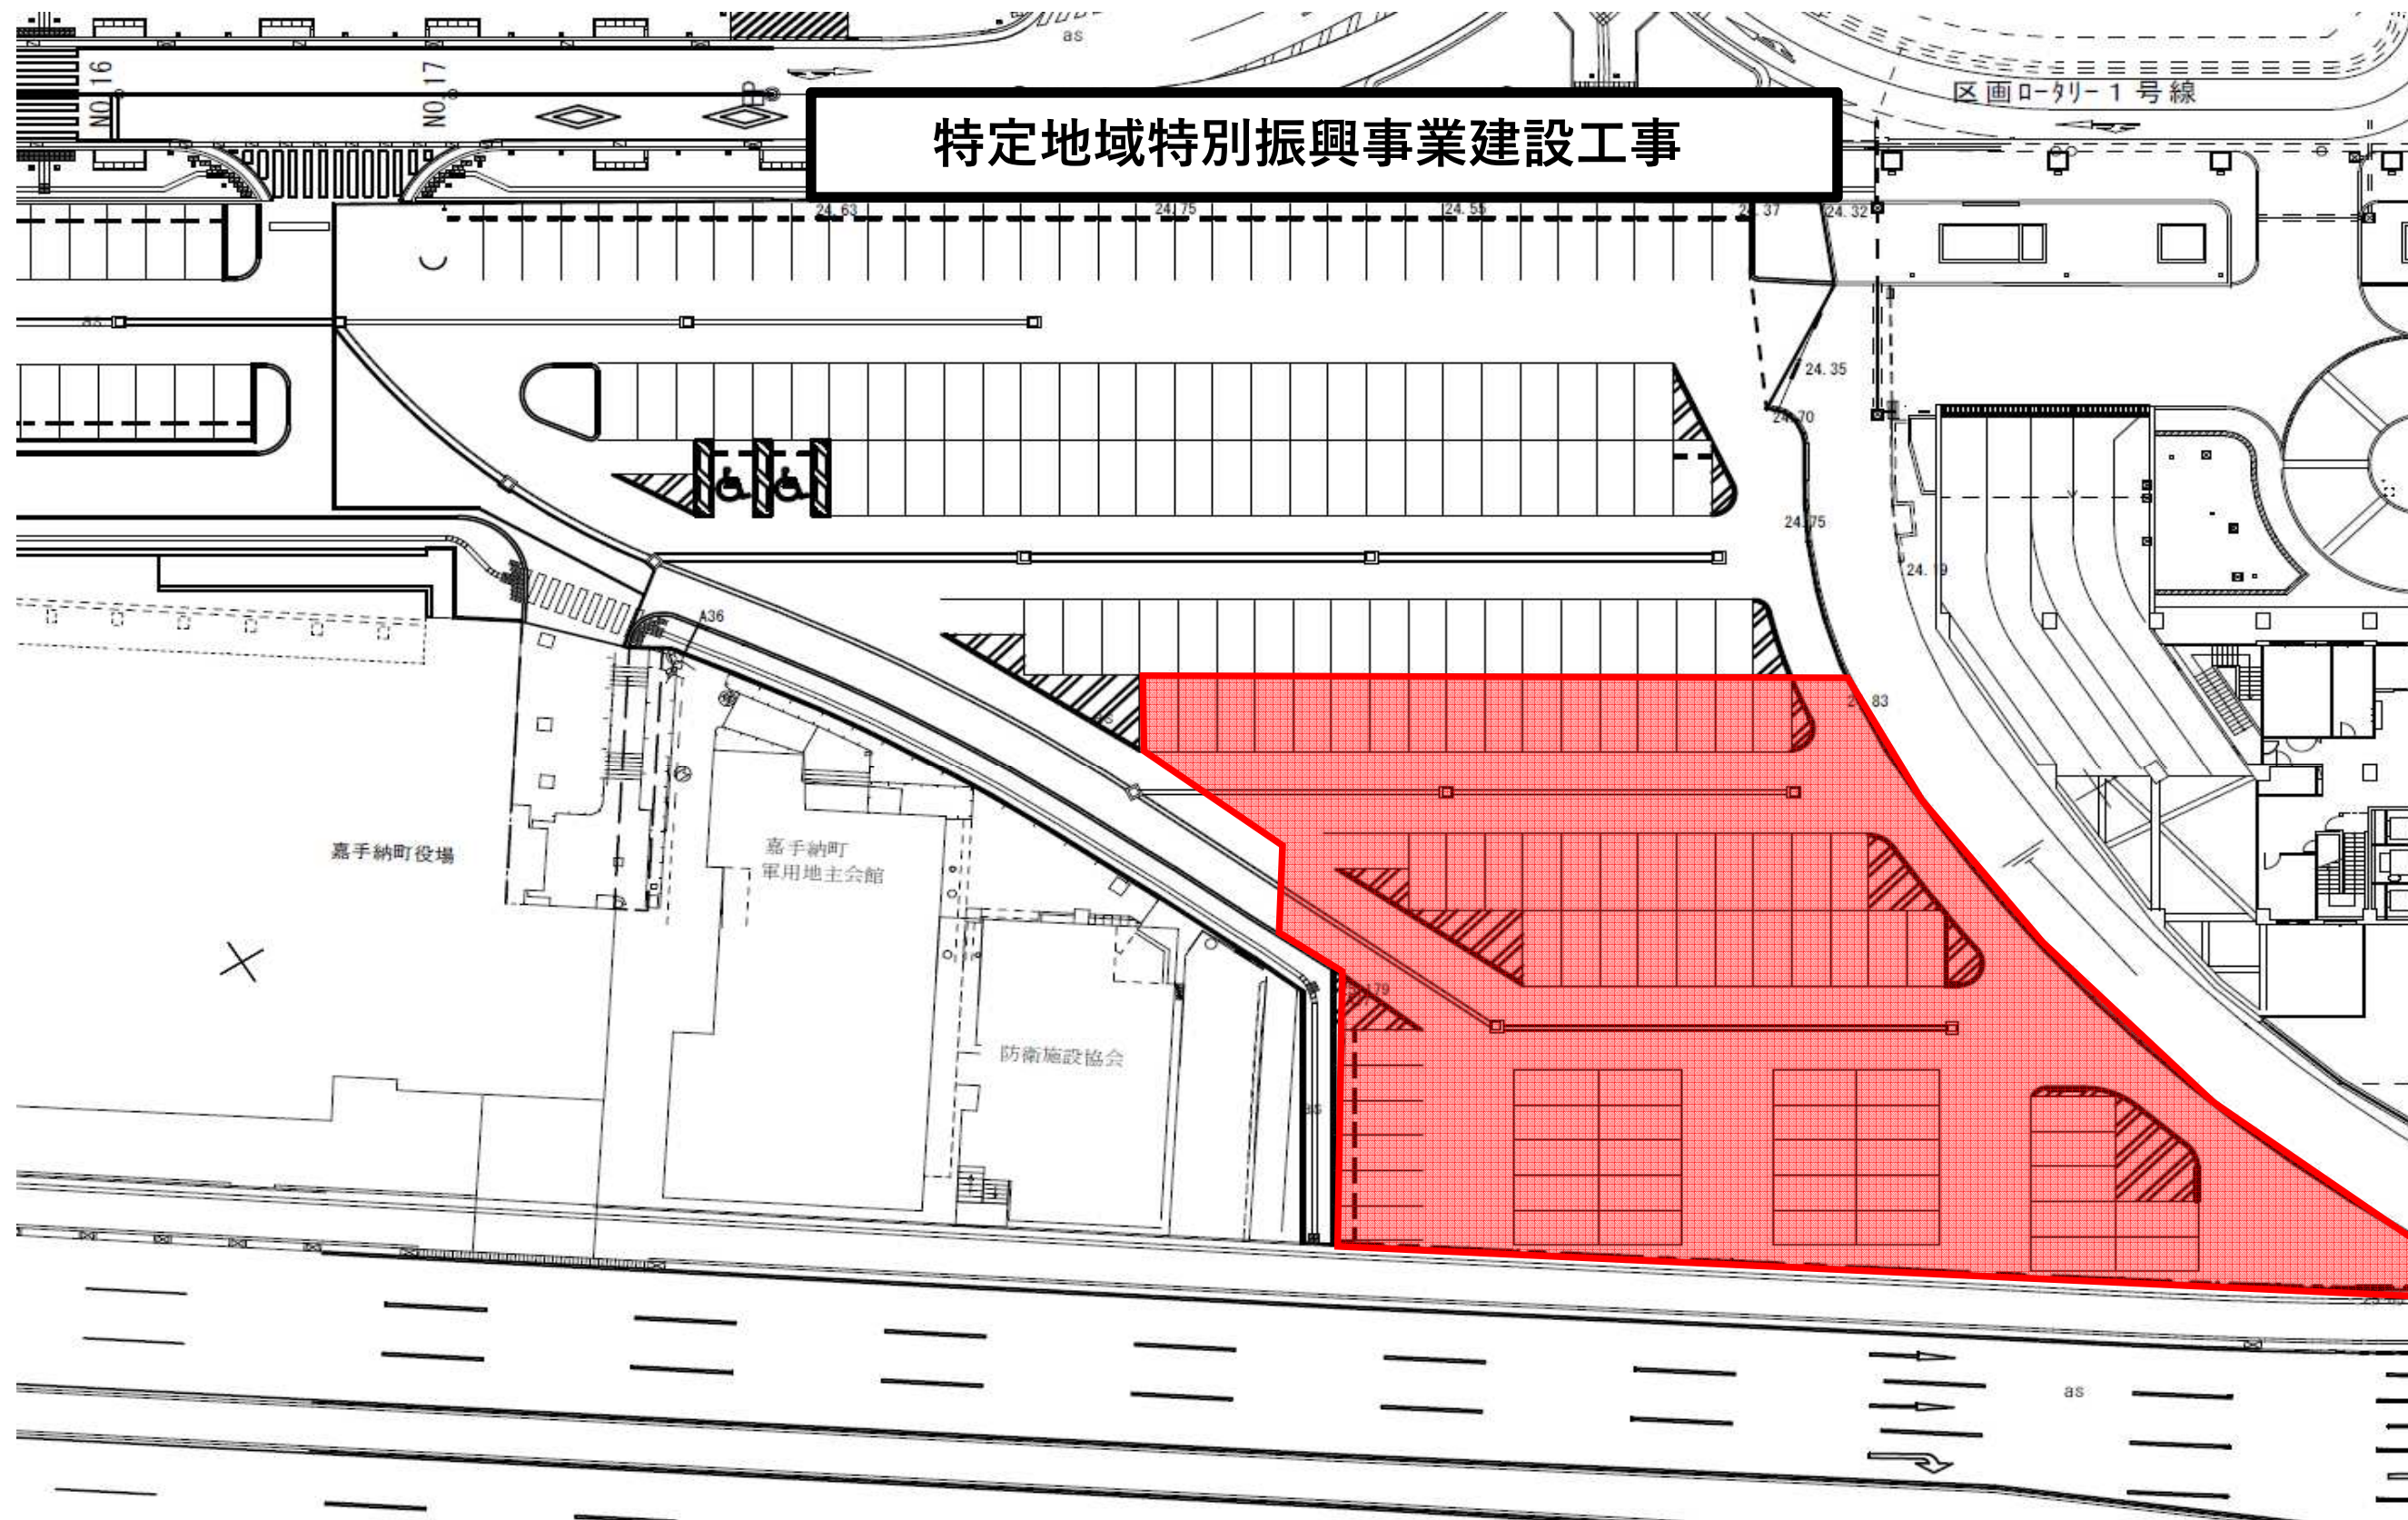 as
NO.16
NO.17
区画ロータリー１号線
特定地域特別振興事業建設工事
24.63
24.75
24.55
24.32
as
24.35
24.70
24.75
A36
嘉手納町役場
嘉手納町
軍用地主会館
防衛施設協会
as
as